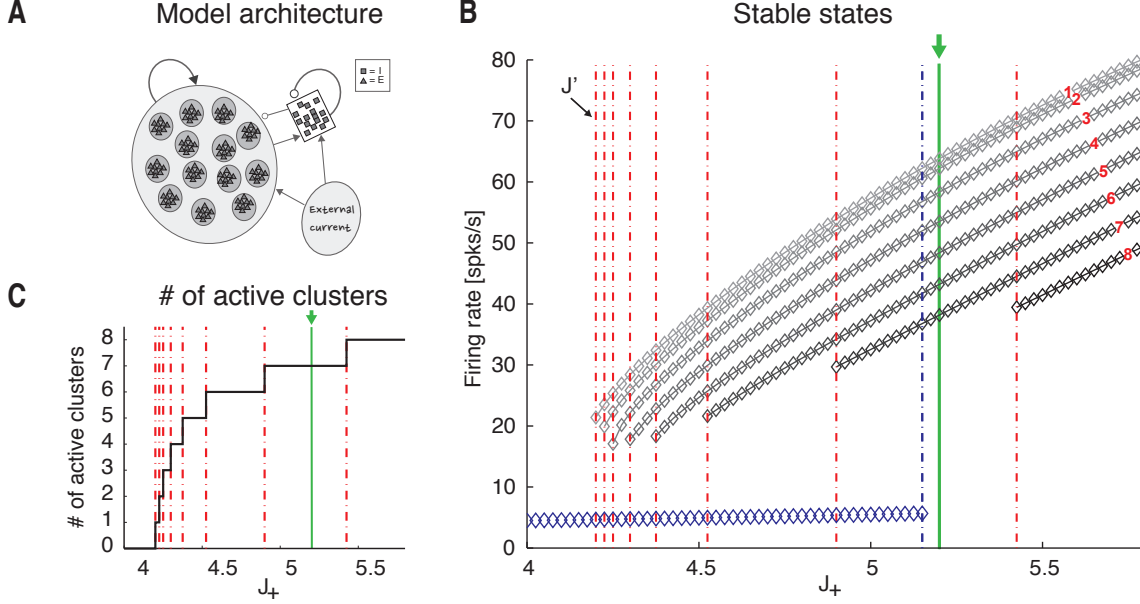 A
Model architecture
= I
= E
External
current
B
Stable states
J'
80
70
60
50
40
30
20
10
0
Firing rate [spks/s]
1
2
3
4
5
6
7
8
4
4.5
5
5.5
J+
C
# of active clusters
8
7
6
5
4
3
2
1
0
# of active clusters
4
4.5
5
5.5
J+